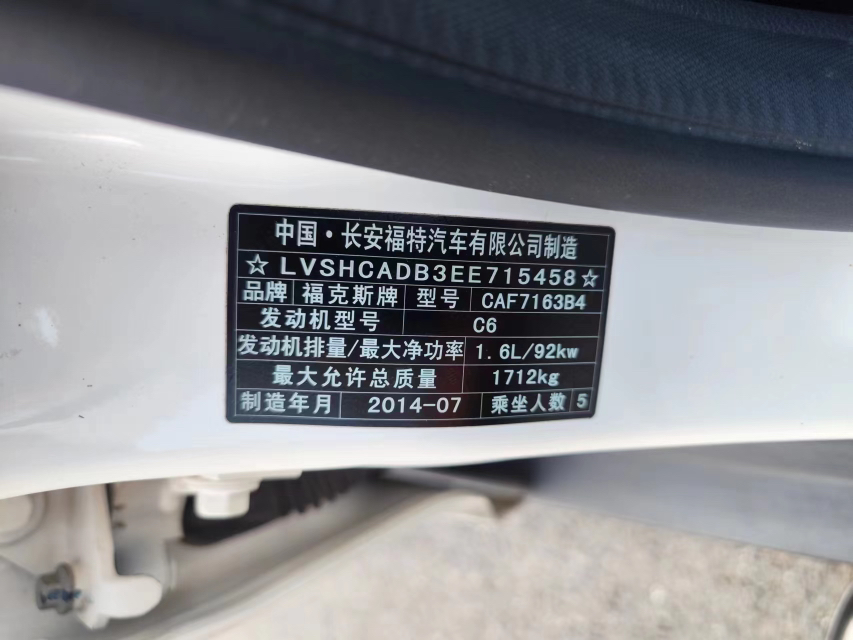 中国·长安福特汽车有限公司制造
☆LVSHCADB3EE715458☆
品牌 福克斯牌 型号 CAF7163B4
发动机型号 C6
发动机排量/最大净功率 1.6L/92kw
最大允许总质量 1712kg
制造年月 2014-07 乘坐人数 5